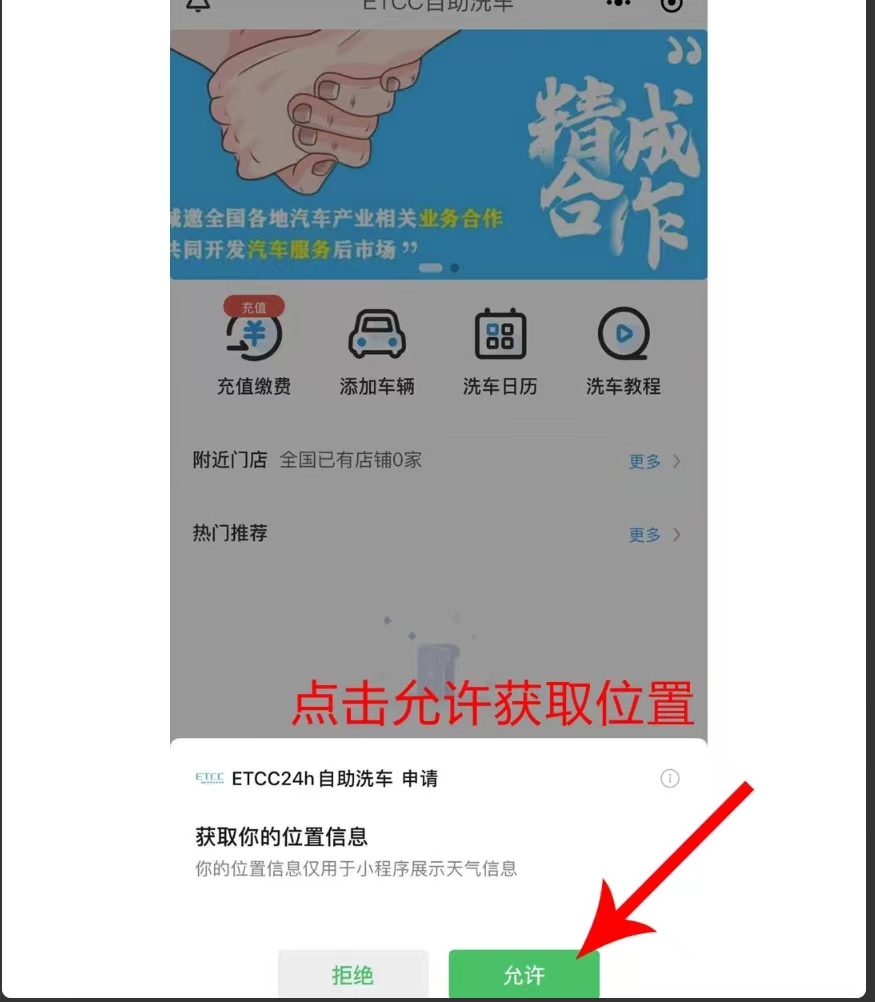 ETCC自助洗车
精成
合作
诚邀全国各地汽车产业相关业务合作
共同开发汽车服务后市场”
充值
充值缴费 添加车辆 洗车日历 洗车教程
附近门店 全国已有店铺0家 更多
热门推荐 更多
点击允许获取位置
ETCC ETCC24h自助洗车 申请
获取你的位置信息
你的位置信息仅用于小程序展示天气信息
拒绝 允许